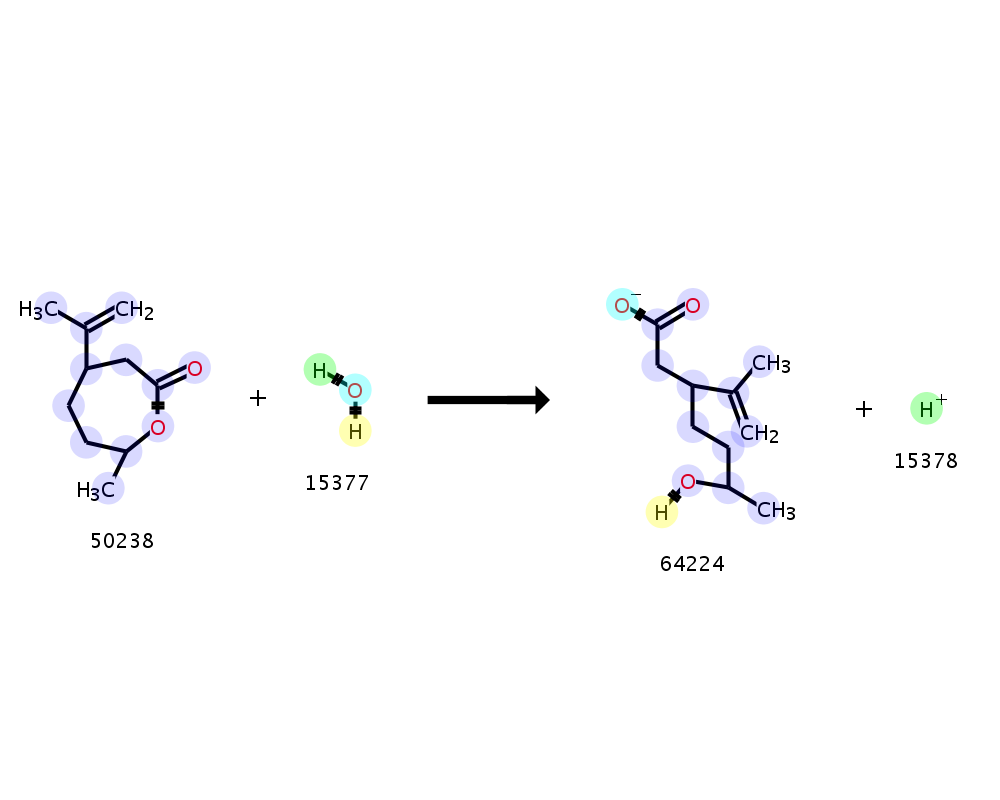 H₃C CH₂
O
O
H₃C
50238
+
H
O
H
15377
O⁻ O
CH₃
CH₂
O
H CH₃
64224
+
H⁺
15378